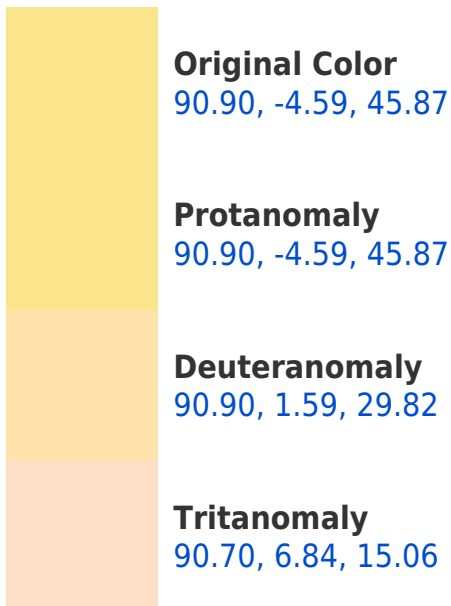 Original Color
90.90, -4.59, 45.87
Protanomaly
90.90, -4.59, 45.87
Deuteranomaly
90.90, 1.59, 29.82
Tritanomaly
90.70, 6.84, 15.06